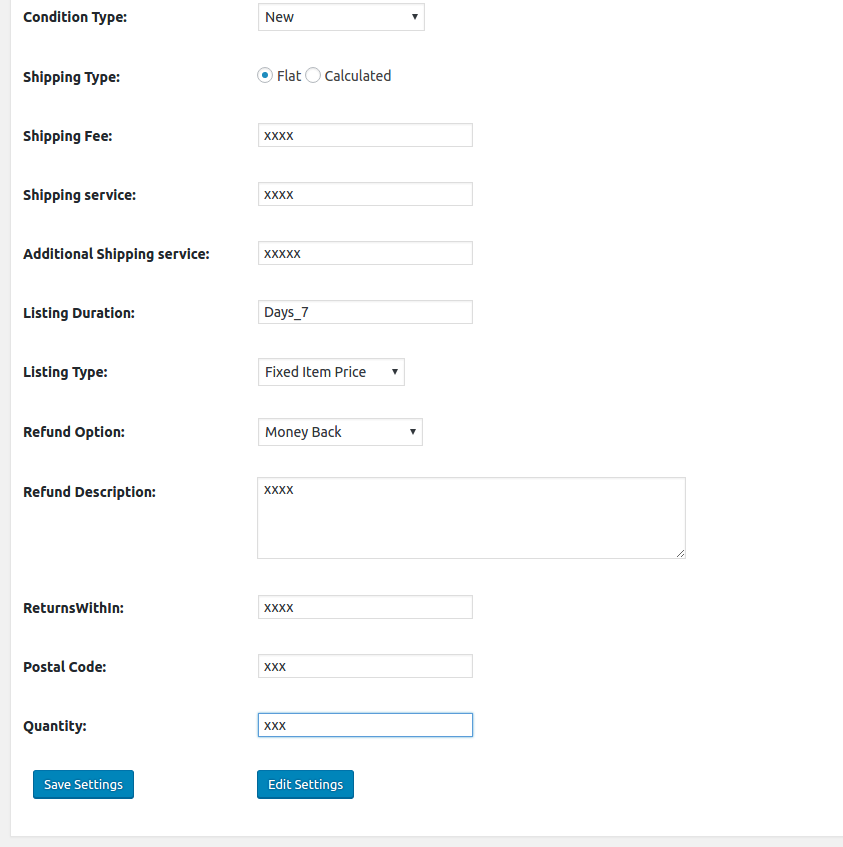 Condition Type: New
Shipping Type: Flat Calculated
Shipping Fee: xxxx
Shipping service: xxxx
Additional Shipping service: xxxxx
Listing Duration: Days_7
Listing Type: Fixed Item Price
Refund Option: Money Back
Refund Description: xxxx
ReturnsWithIn: xxxx
Postal Code: xxx
Quantity: xxx
Save Settings Edit Settings